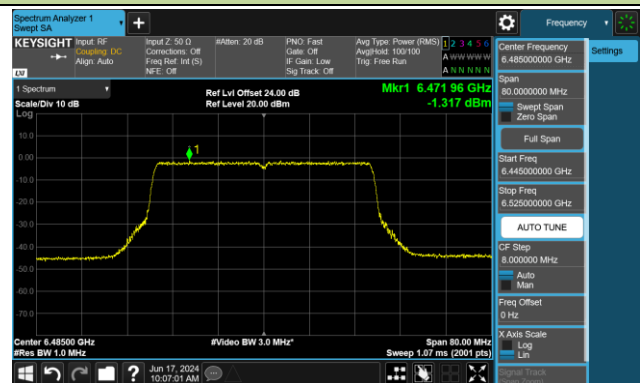 Spectrum Analyzer 1
Swept SA
Frequency
KEYSIGHT
Input: RF
Coupling: DC
Align: Auto
Input Z: 50 Ω
Corrections: Off
Freq Ref: Int (S)
NFE: Off
#Atten: 20 dB
PNO: Fast
Gate: Off
IF Gain: Low
Sig Track: Off
Avg Type: Power (RMS)
Avg|Hold: 100/100
Trig: Free Run
1 2 3 4 5 6
A W W W W W
A N N N N N
LXI
1 Spectrum
Scale/Div 10 dB
Log
Ref Lvl Offset 24.00 dB
Ref Level 20.00 dBm
Mkr1 6.471 96 GHz
-1.317 dBm
10.0
0.00
-10.0
-20.0
-30.0
-40.0
-50.0
-60.0
-70.0
1
Center 6.48500 GHz
#Res BW 1.0 MHz
#Video BW 3.0 MHz*
Span 80.00 MHz
Sweep 1.07 ms (2001 pts)
Center Frequency
6.485000000 GHz
Span
80.0000000 MHz
Swept Span
Zero Span
Full Span
Start Freq
6.445000000 GHz
Stop Freq
6.525000000 GHz
AUTO TUNE
CF Step
8.000000 MHz
Auto
Man
Freq Offset
0 Hz
X Axis Scale
Log
Lin
Signal Track
Settings
Jun 17, 2024
10:07:01 AM